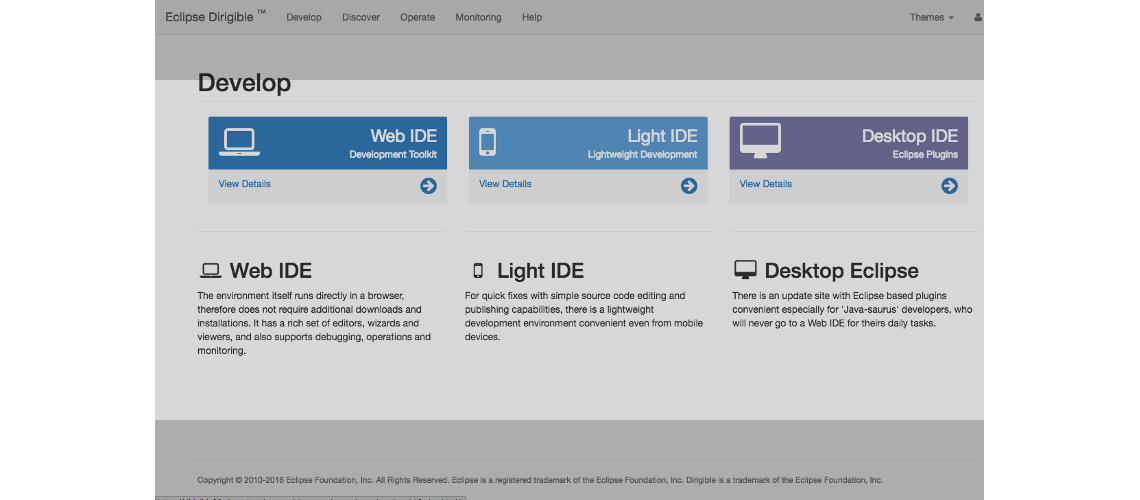 Eclipse Dirigible ™ Develop Discover Operate Monitoring Help Themes
Develop
Web IDE
Development Toolkit
View Details
Light IDE
Lightweight Development
View Details
Desktop IDE
Eclipse Plugins
View Details
Web IDE
The environment itself runs directly in a browser,
therefore does not require additional downloads and
installations. It has a rich set of editors, wizards and
viewers, and also supports debugging, operations and
monitoring.
Light IDE
For quick fixes with simple source code editing and
publishing capabilities, there is a lightweight
development environment convenient even from mobile
devices.
Desktop Eclipse
There is an update site with Eclipse based plugins
convenient especially for 'Java-saurus' developers, who
will never go to a Web IDE for theirs daily tasks.
Copyright © 2010-2016 Eclipse Foundation, Inc. All Rights Reserved. Eclipse is a registered trademark of the Eclipse Foundation, Inc. Dirigible is a trademark of the Eclipse Foundation, Inc.